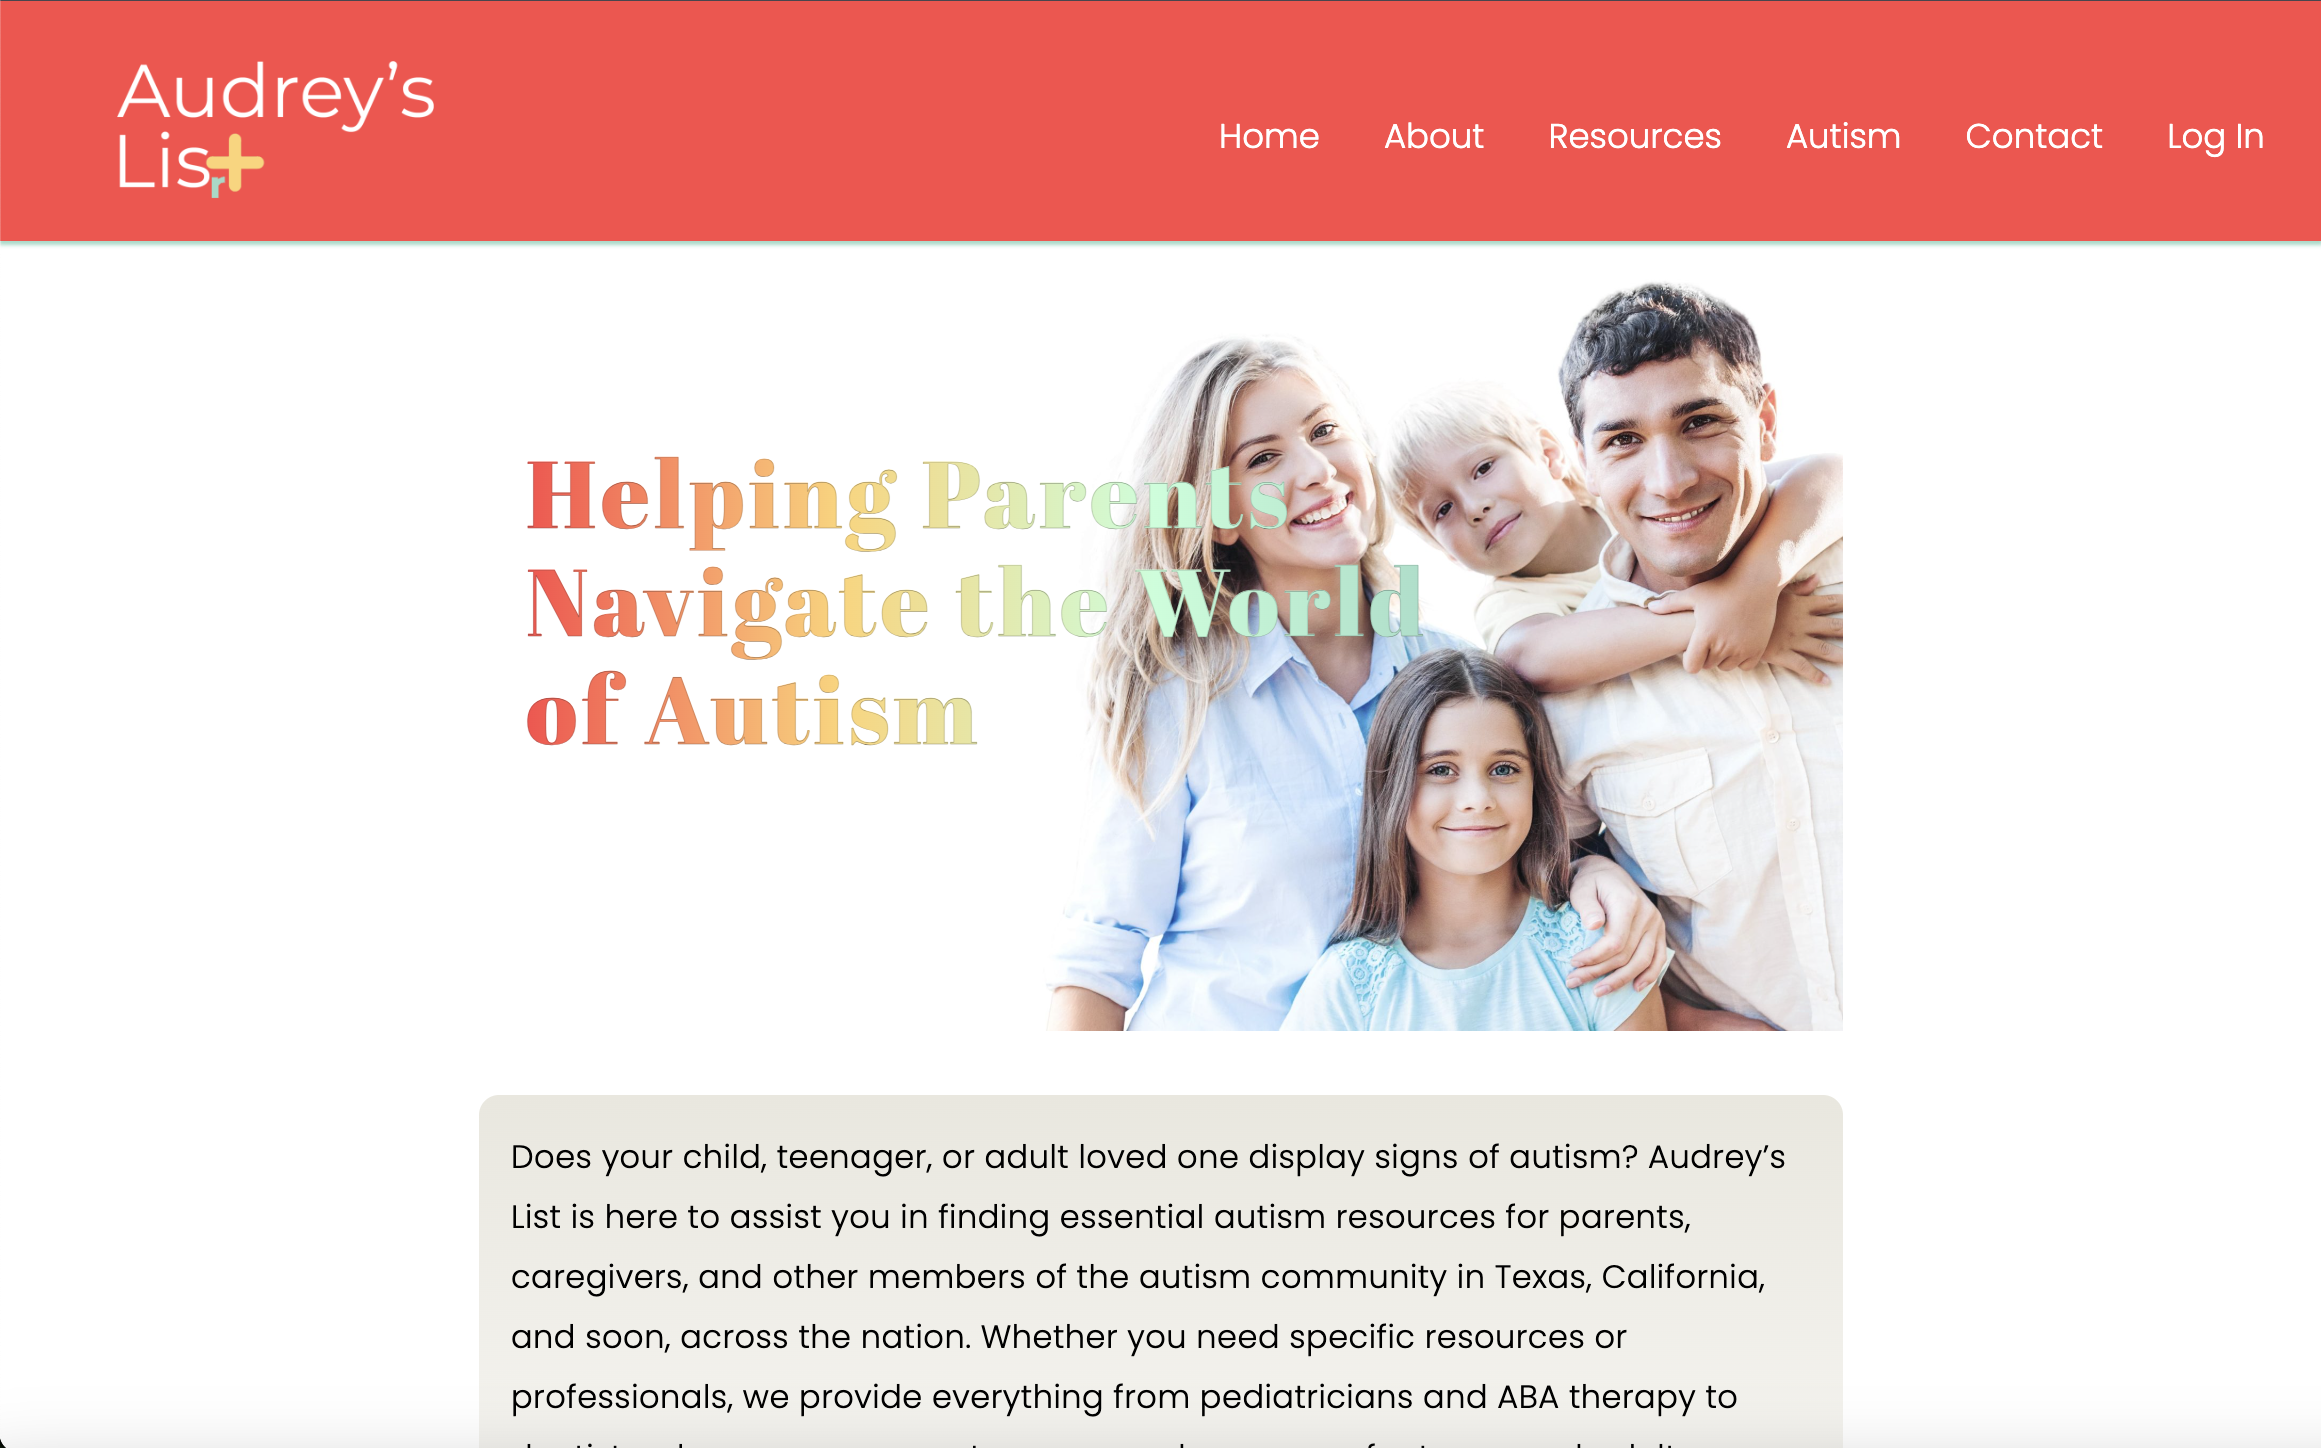 Audrey’s
List
Home About Resources Autism Contact Log In
Helping Parents
Navigate the World
of Autism
Does your child, teenager, or adult loved one display signs of autism? Audrey’s
List is here to assist you in finding essential autism resources for parents,
caregivers, and other members of the autism community in Texas, California,
and soon, across the nation. Whether you need specific resources or
professionals, we provide everything from pediatricians and ABA therapy to